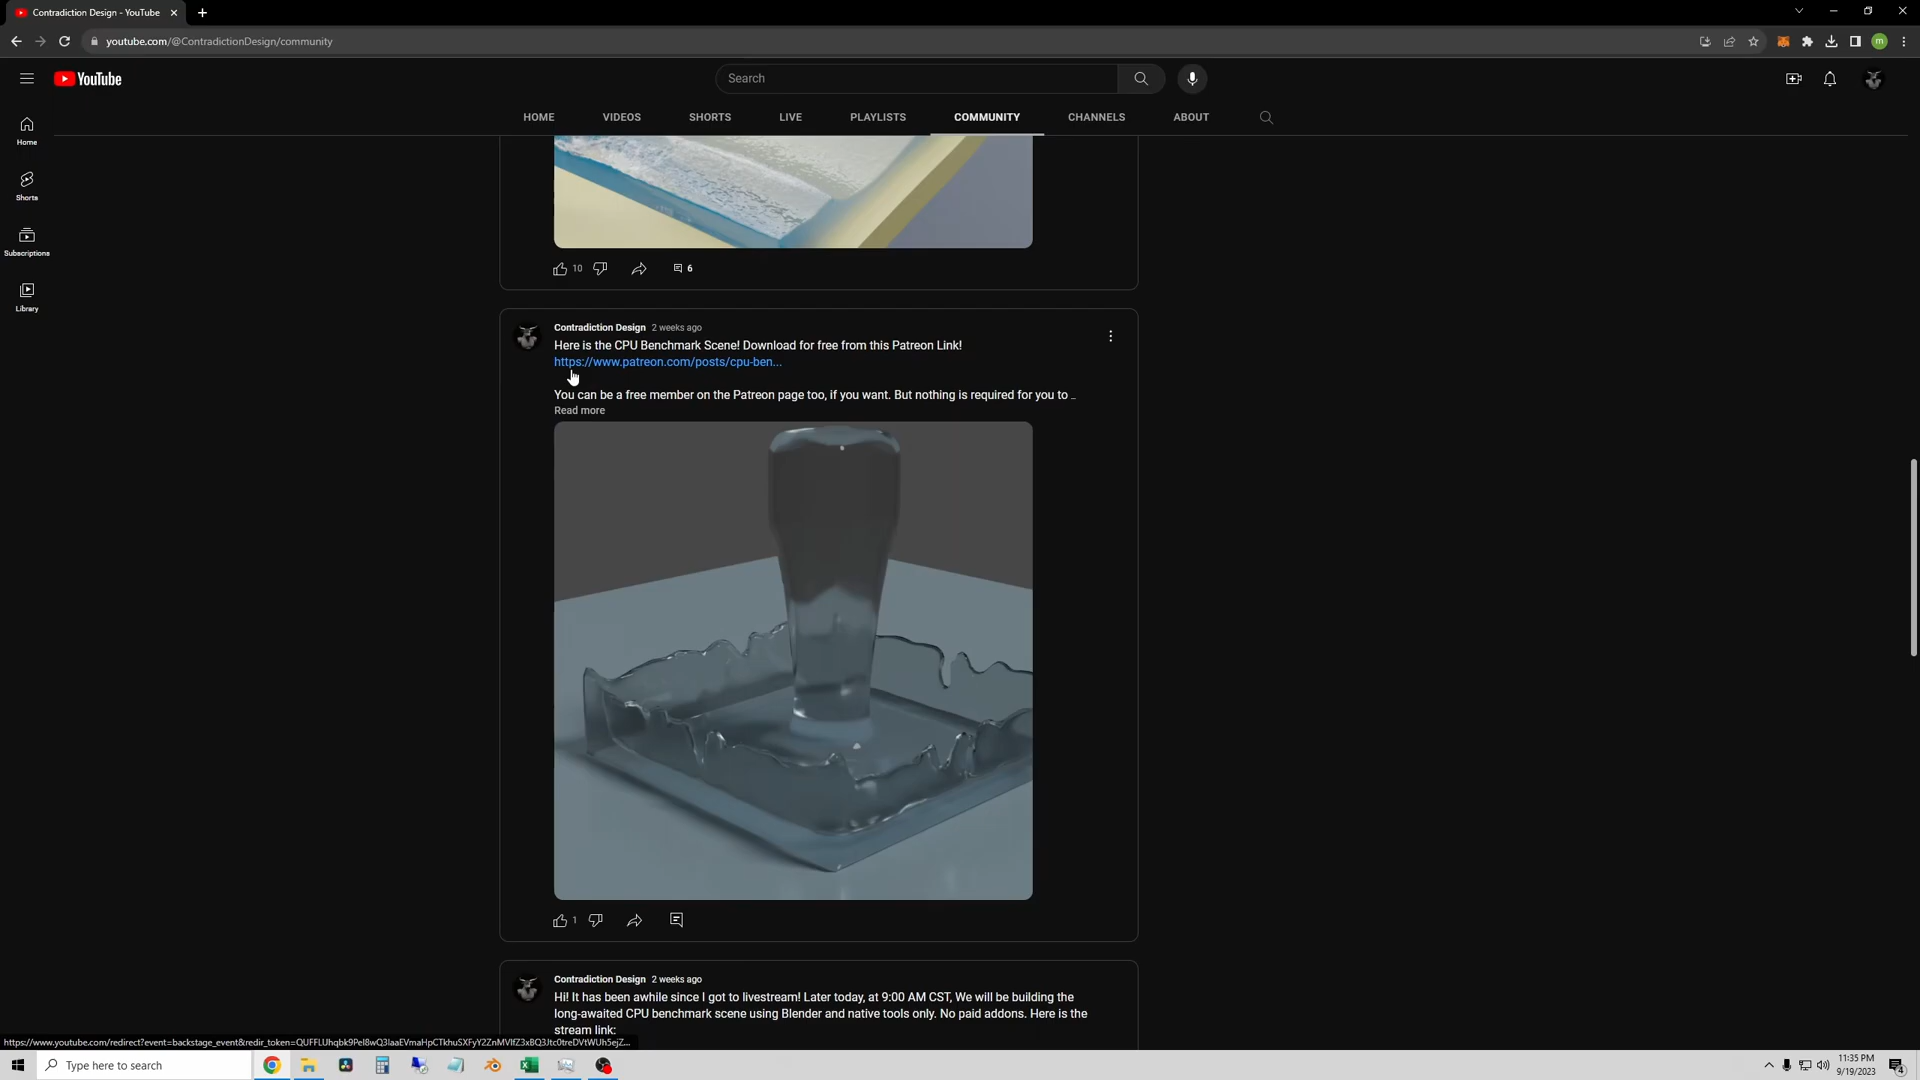 Contradiction Design - YouTube
youtube.com/@ContradictionDesign/community
YouTube
Search
m
HOME
VIDEOS
SHORTS
LIVE
PLAYLISTS
COMMUNITY
CHANNELS
ABOUT
Home
Shorts
Subscriptions
Library
10
6
Contradiction Design 2 weeks ago
Here is the CPU Benchmark Scene! Download for free from this Patreon Link!
https://www.patreon.com/posts/cpu-ben...
You can be a free member on the Patreon page too, if you want. But nothing is required for you to ...
Read more
1
Contradiction Design 2 weeks ago
Hi! It has been awhile since I got to livestream! Later today, at 9:00 AM CST, We will be building the
long-awaited CPU benchmark scene using Blender and native tools only. No paid addons. Here is the
stream link:
Type here to search
11:35 PM
9/19/2023
4